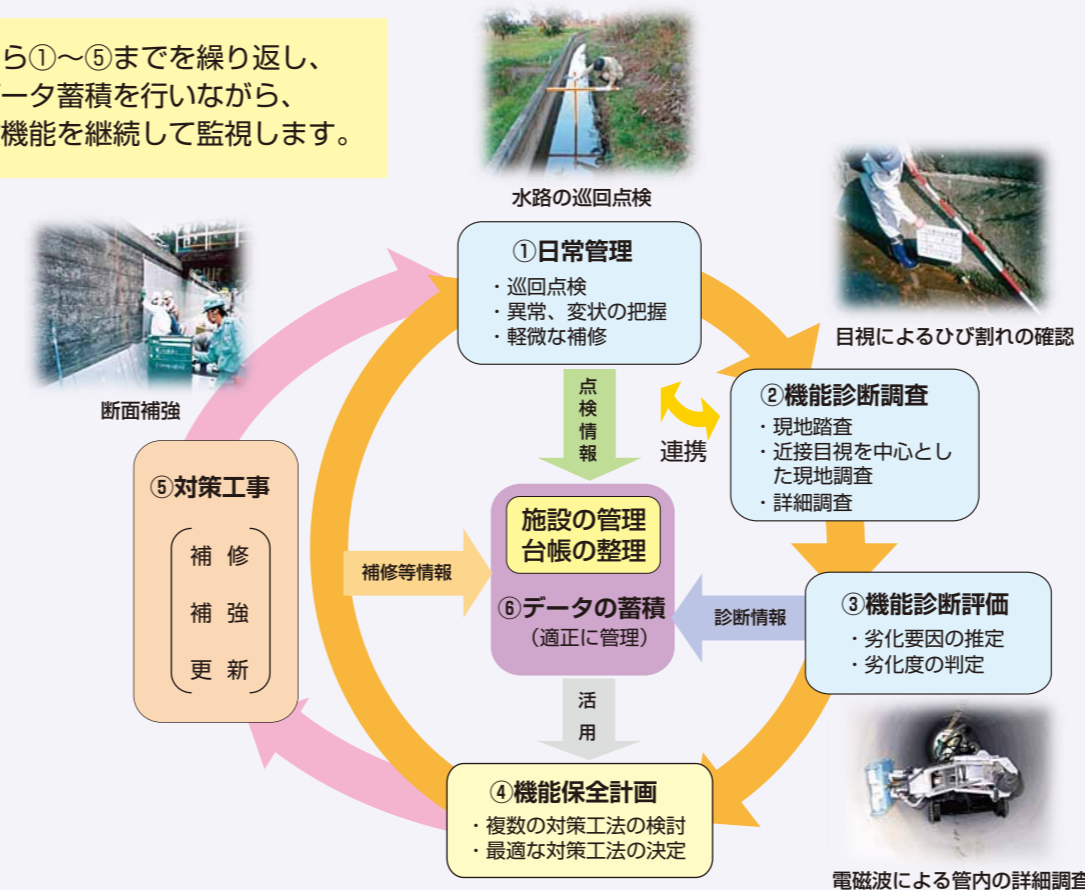 ら①〜⑤までを繰り返し、
ータ蓄積を行いながら、
機能を継続して監視します。
水路の巡回点検
①日常管理
・巡回点検
・異常、変状の把握
・軽微な補修
目視によるひび割れの確認
断面補強
点検情報
連携
②機能診断調査
・現地踏査
・近接目視を中心とし
た現地調査
・詳細調査
⑤対策工事
補修
補強
更新
補修等情報
施設の管理
台帳の整理
⑥データの蓄積
（適正に管理）
診断情報
③機能診断評価
・劣化要因の推定
・劣化度の判定
活用
④機能保全計画
・複数の対策工法の検討
・最適な対策工法の決定
電磁波による管内の詳細調査